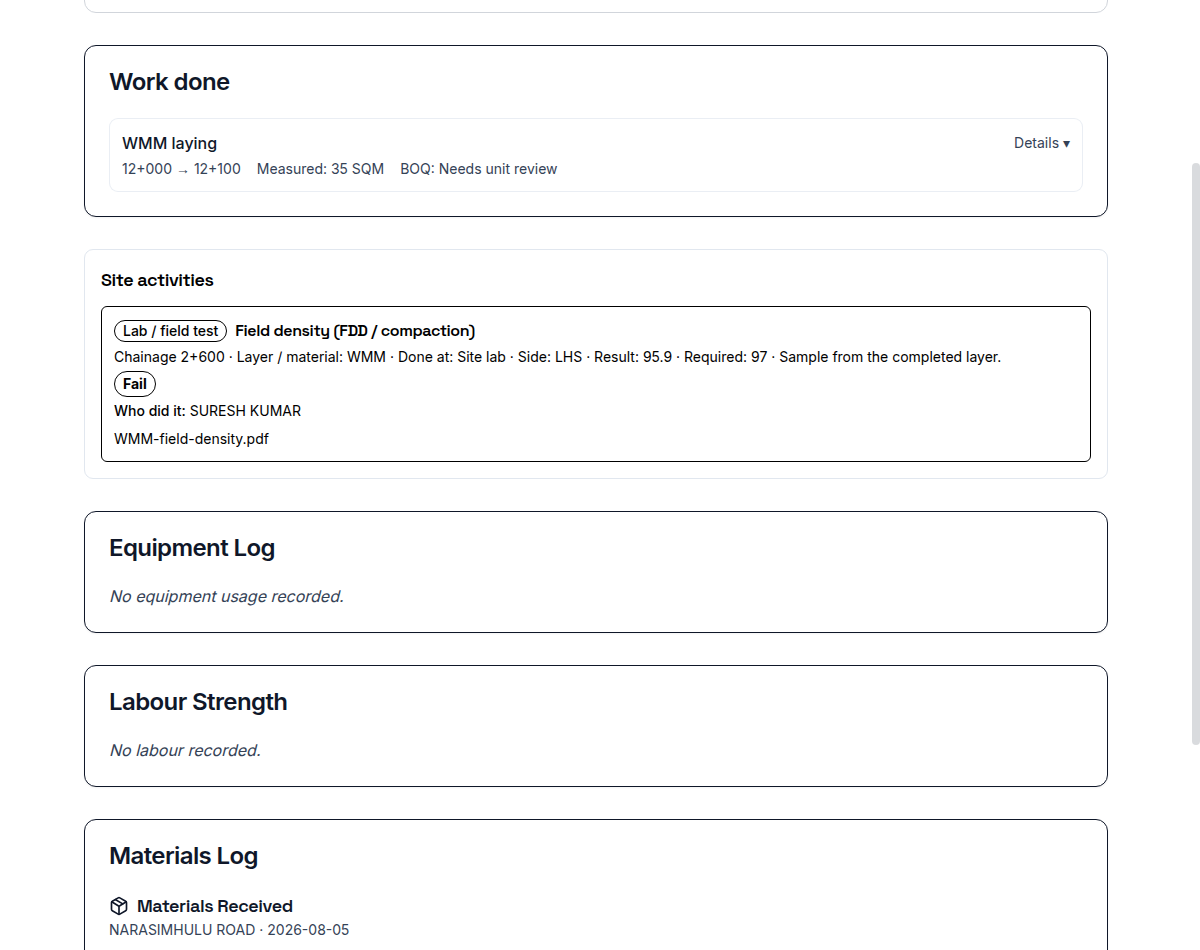 Work done
WMM laying
Details ▾
12+000 → 12+100 Measured: 35 SQM BOQ: Needs unit review
Site activities
Lab / field test Field density (FDD / compaction)
Chainage 2+600 · Layer / material: WMM · Done at: Site lab · Side: LHS · Result: 95.9 · Required: 97 · Sample from the completed layer.
Fail
Who did it: SURESH KUMAR
WMM-field-density.pdf
Equipment Log
No equipment usage recorded.
Labour Strength
No labour recorded.
Materials Log
Materials Received
NARASIMHULU ROAD · 2026-08-05